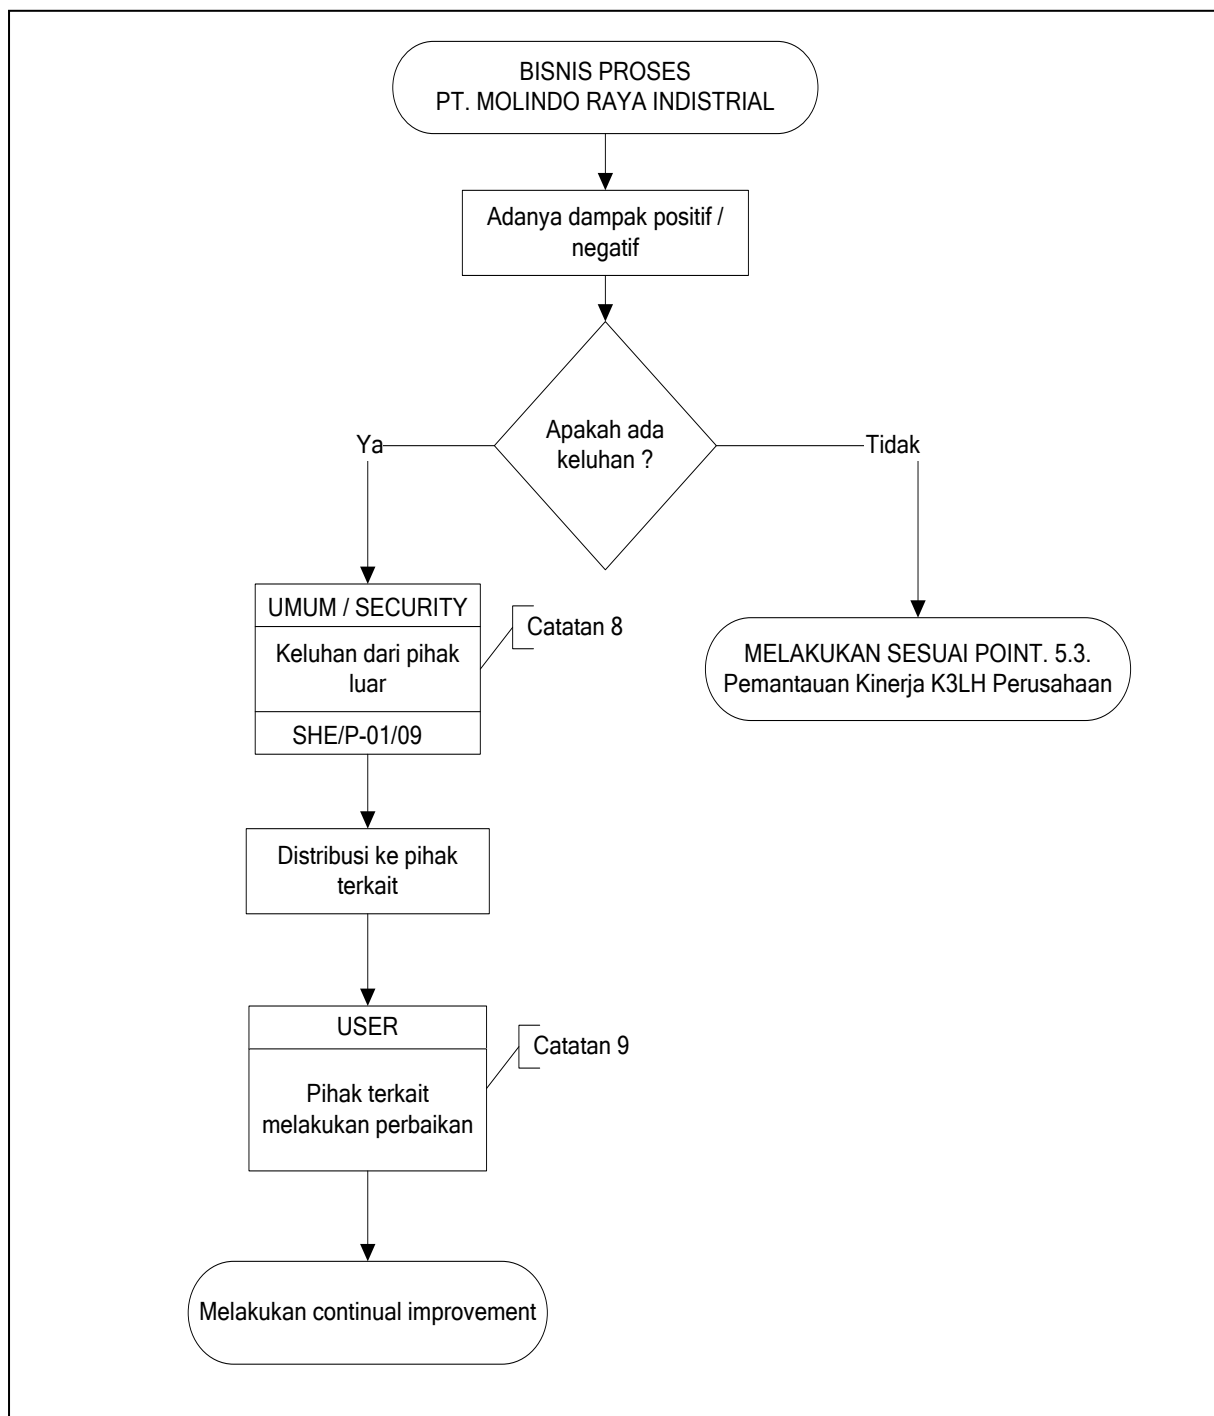 BISNIS PROSES
PT. MOLINDO RAYA INDISTRIAL
Adanya dampak positif /
negatif
Apakah ada
keluhan ?
Ya
Tidak
UMUM / SECURITY
Keluhan dari pihak
luar
SHE/P-01/09
Catatan 8
MELAKUKAN SESUAI POINT. 5.3.
Pemantauan Kinerja K3LH Perusahaan
Distribusi ke pihak
terkait
USER
Pihak terkait
melakukan perbaikan
Catatan 9
Melakukan continual improvement